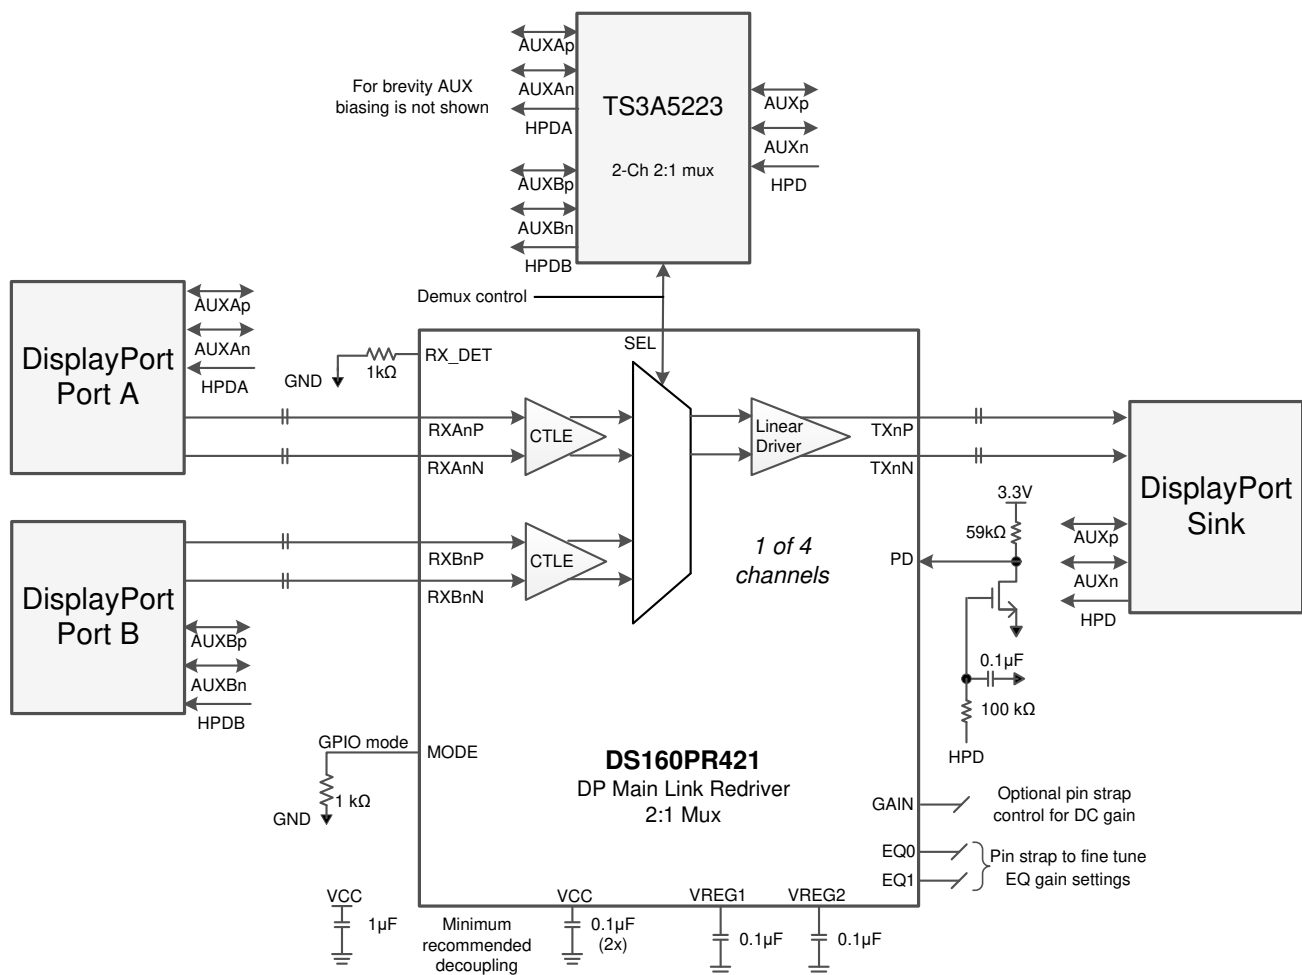 AUXAp
AUXAn
HPDA
AUXBp
AUXBn
HPDB
For brevity AUX
biasing is not shown
TS3A5223
2-Ch 2:1 mux
AUXp
AUXn
HPD
Demux control
DisplayPort
Port A
AUXAp
AUXAn
HPDA
GND
1kΩ
RX_DET
SEL
RXAnP
RXAnN
CTLE
Linear
Driver
TXnP
TXnN
DisplayPort
Port B
AUXBp
AUXBn
HPDB
RXBnP
RXBnN
CTLE
1 of 4
channels
3.3V
59kΩ
PD
0.1µF
100 kΩ
HPD
DisplayPort
Sink
AUXp
AUXn
HPD
GPIO mode
MODE
1 kΩ
GND
DS160PR421
DP Main Link Redriver
2:1 Mux
GAIN
Optional pin strap
control for DC gain
EQ0
EQ1
Pin strap to fine tune
EQ gain settings
VCC
1µF
Minimum
recommended
decoupling
VCC
0.1µF
(2x)
VREG1
0.1µF
VREG2
0.1µF